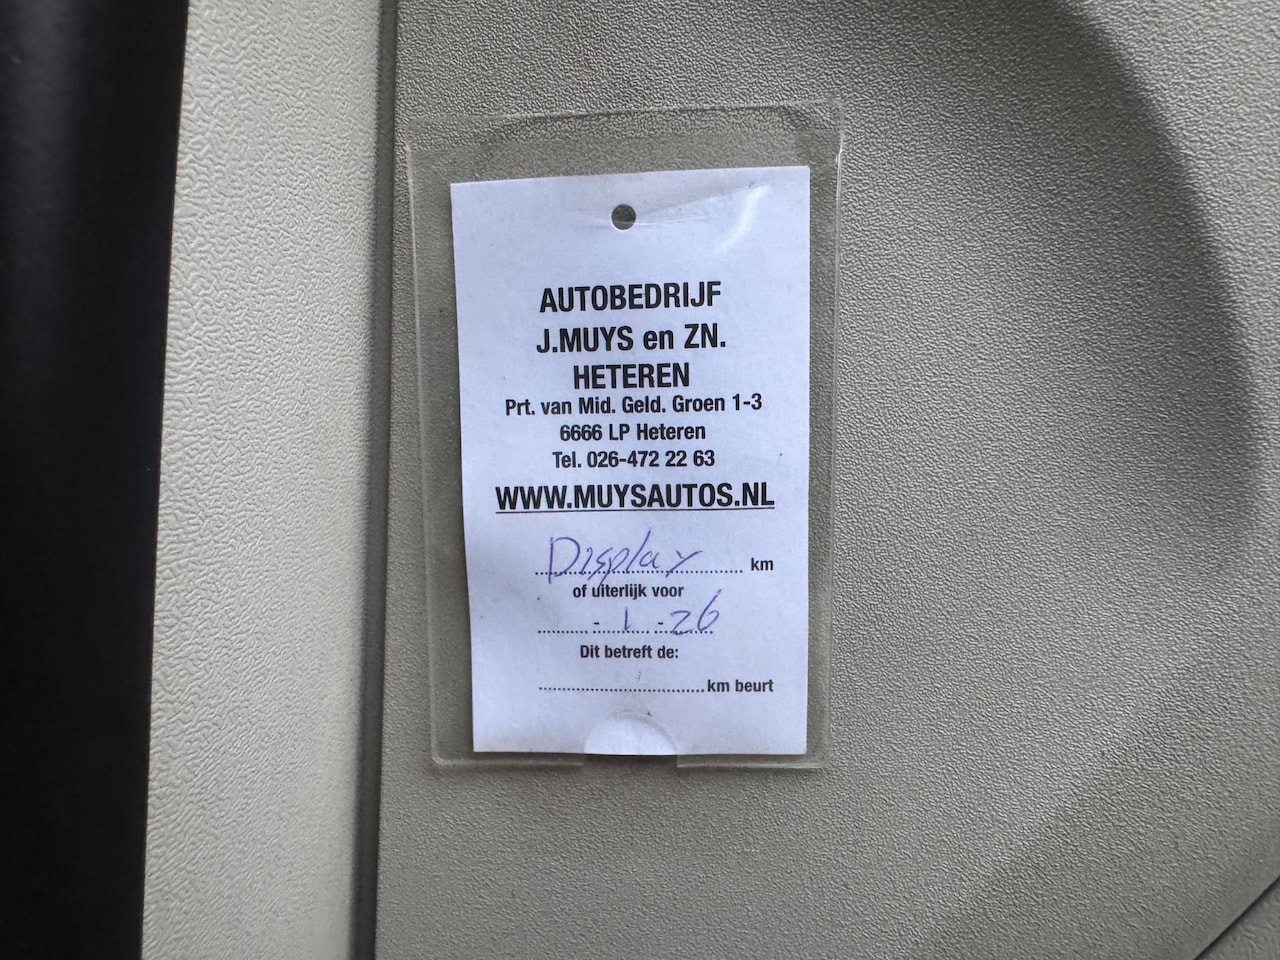 AUTOBEDRIJF
J.MUYS en ZN.
HETEREN
Prt. van Mid. Geld. Groen 1-3
6666 LP Heteren
Tel. 026-472 22 63
WWW.MUYSAUTOS.NL
Display km
of uiterlijk voor
- 1 - 26
Dit betreft de:
km beurt